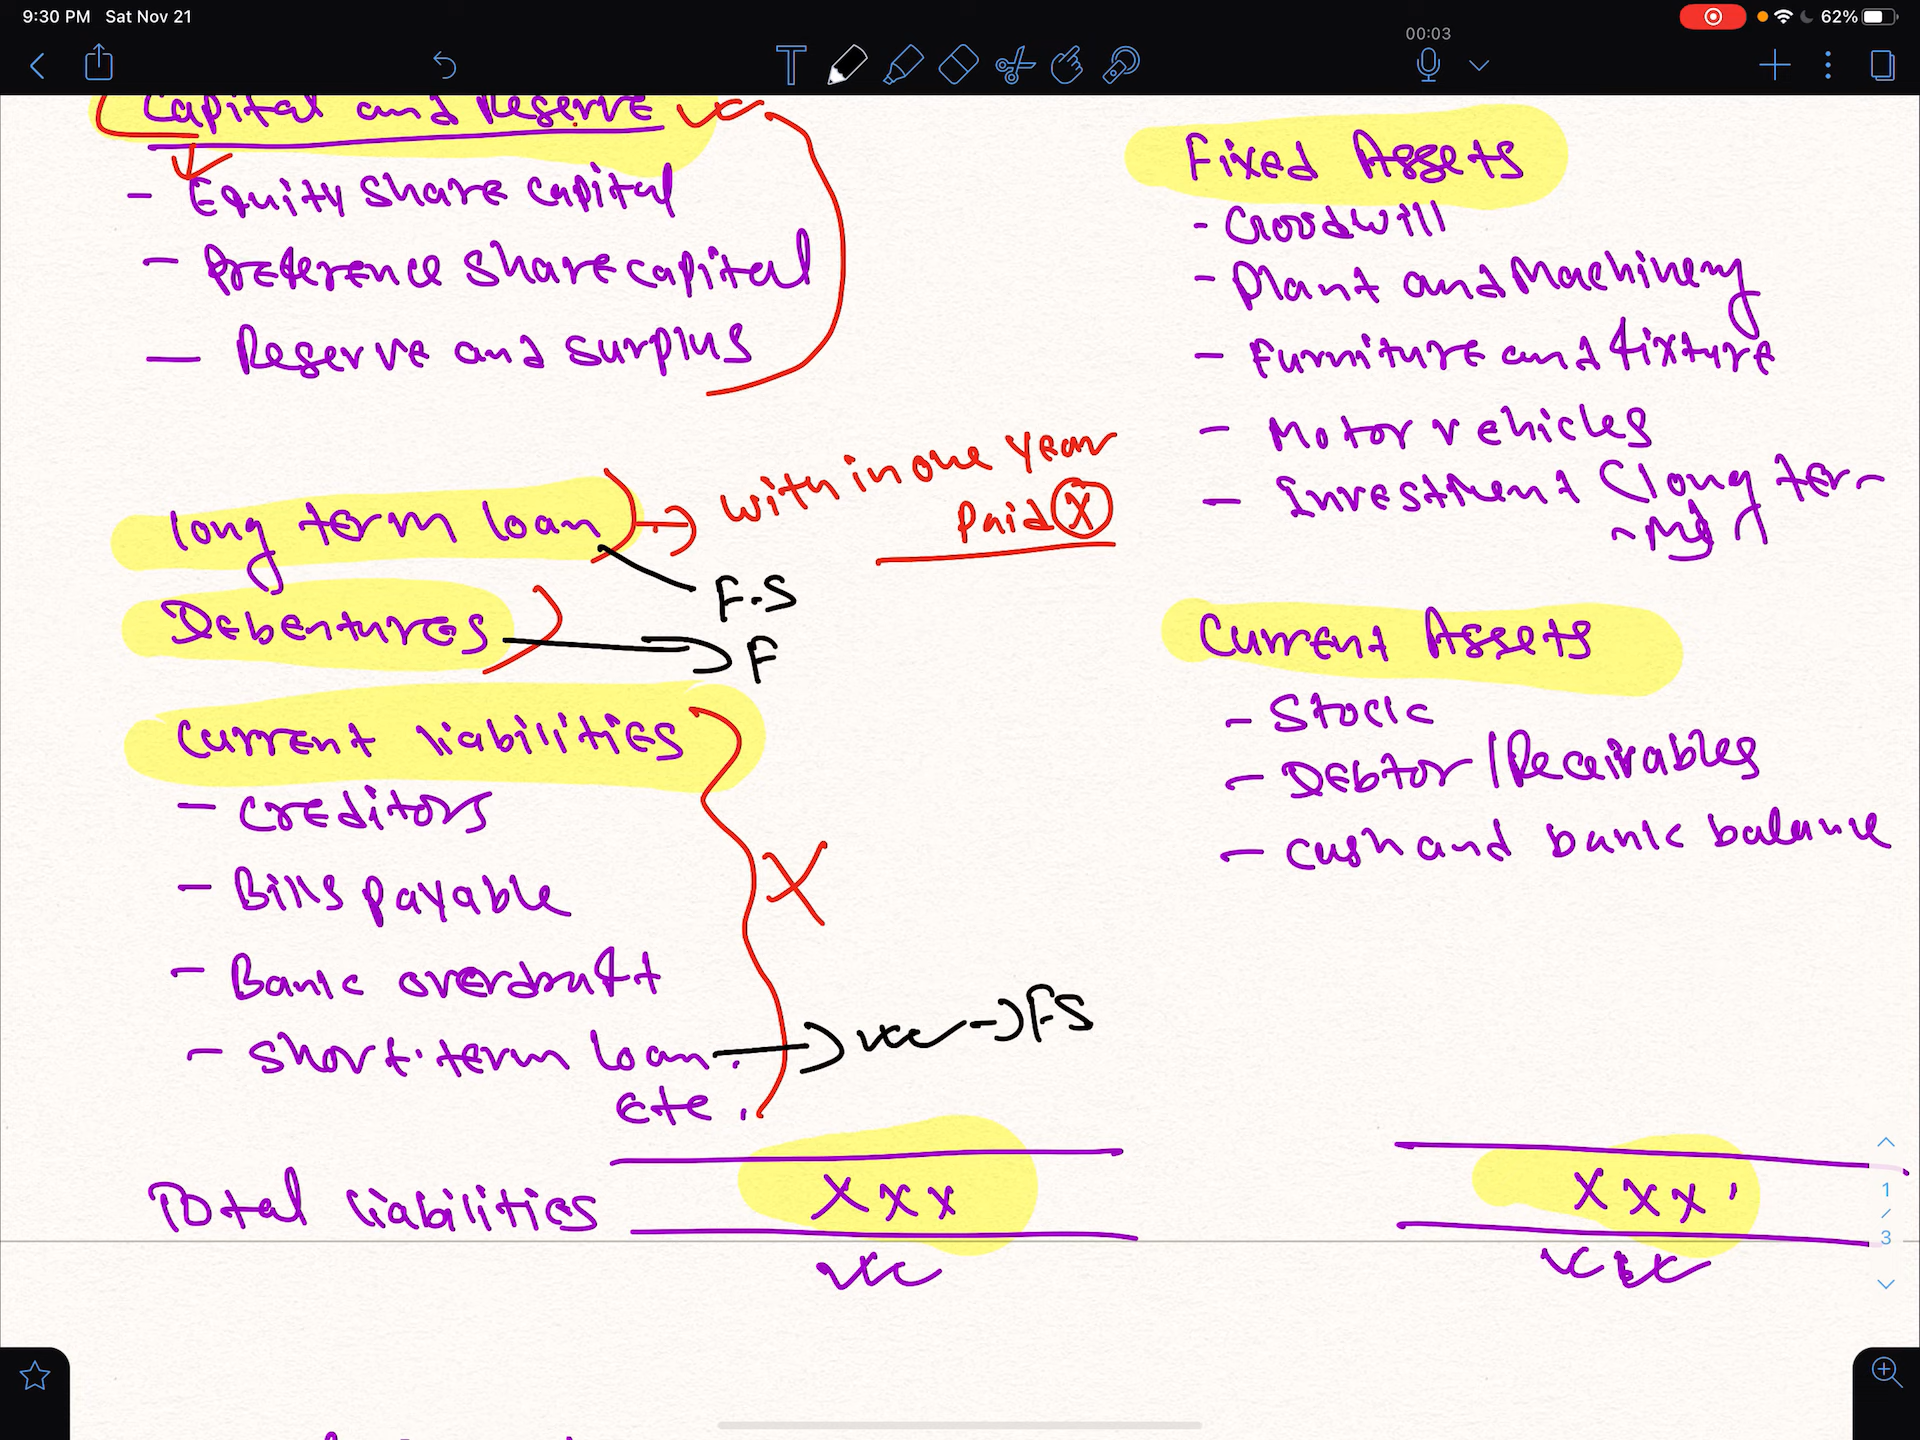 9:30 PM Sat Nov 21
62%
00:03
Capital and Reserve
- Equity share capital
- Preference share capital
- Reserve and surplus
Long term loan
with in one year
Paid X
F.S
Debentures
F
Current liabilities
- creditors
- Bills payable
- Bank overdraft
- short-term loan.
FS
etc.
X
Total liabilities
X X X
Fixed Assets
- Goodwill
- Plant and Machinery
- Furniture and fixture
- Motor vehicles
- Investment (long ter-
Current Assets
- Stock
- Debtor/Receivables
- Cash and bank balance
X X X
1
/
3